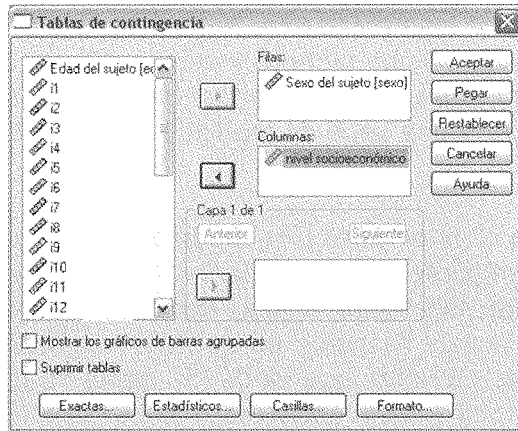 Tablas de contingencia
Edad del sujeto [ed
i1
i2
i3
i4
i5
i6
i7
i8
i9
i10
i11
i12
Filas:
Sexo del sujeto [sexo]
Columnas:
nivel socioeconómico
Capa 1 de 1
Anterior
Siguiente
Aceptar
Pegar
Restablecer
Cancelar
Ayuda
Mostrar los gráficos de barras agrupadas
Suprimir tablas
Exactas...
Estadísticos...
Casillas...
Formato...